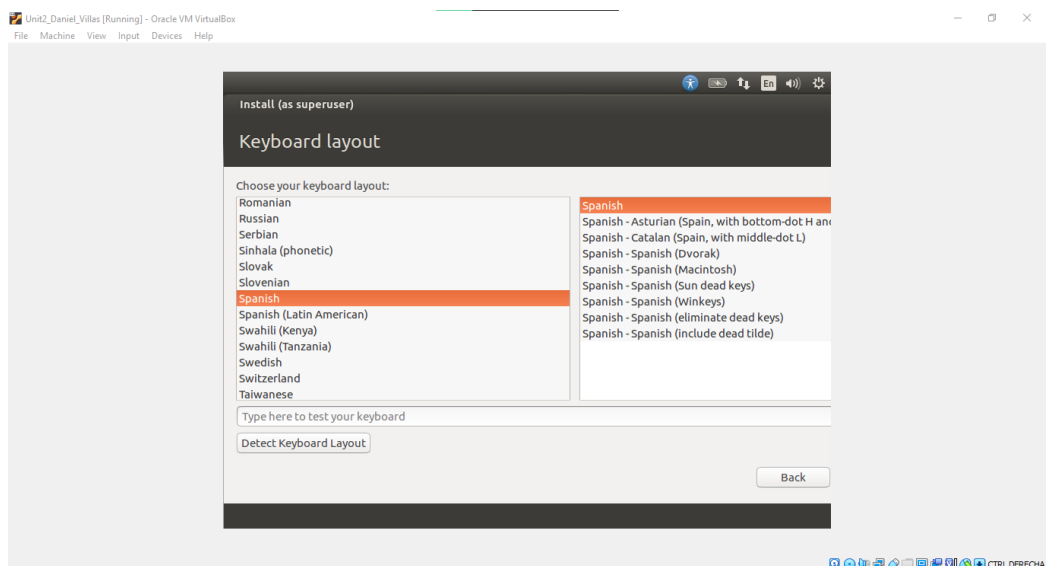 Unit2_Daniel_Villas [Running] - Oracle VM VirtualBox
File Machine View Input Devices Help
En
Install (as superuser)
Keyboard layout
Choose your keyboard layout:
Romanian
Russian
Serbian
Sinhala (phonetic)
Slovak
Slovenian
Spanish
Spanish (Latin American)
Swahili (Kenya)
Swahili (Tanzania)
Swedish
Switzerland
Taiwanese
Spanish
Spanish - Asturian (Spain, with bottom-dot H and
Spanish - Catalan (Spain, with middle-dot L)
Spanish - Spanish (Dvorak)
Spanish - Spanish (Macintosh)
Spanish - Spanish (Sun dead keys)
Spanish - Spanish (Winkeys)
Spanish - Spanish (eliminate dead keys)
Spanish - Spanish (include dead tilde)
Type here to test your keyboard
Detect Keyboard Layout
Back
CTRL DERECHA